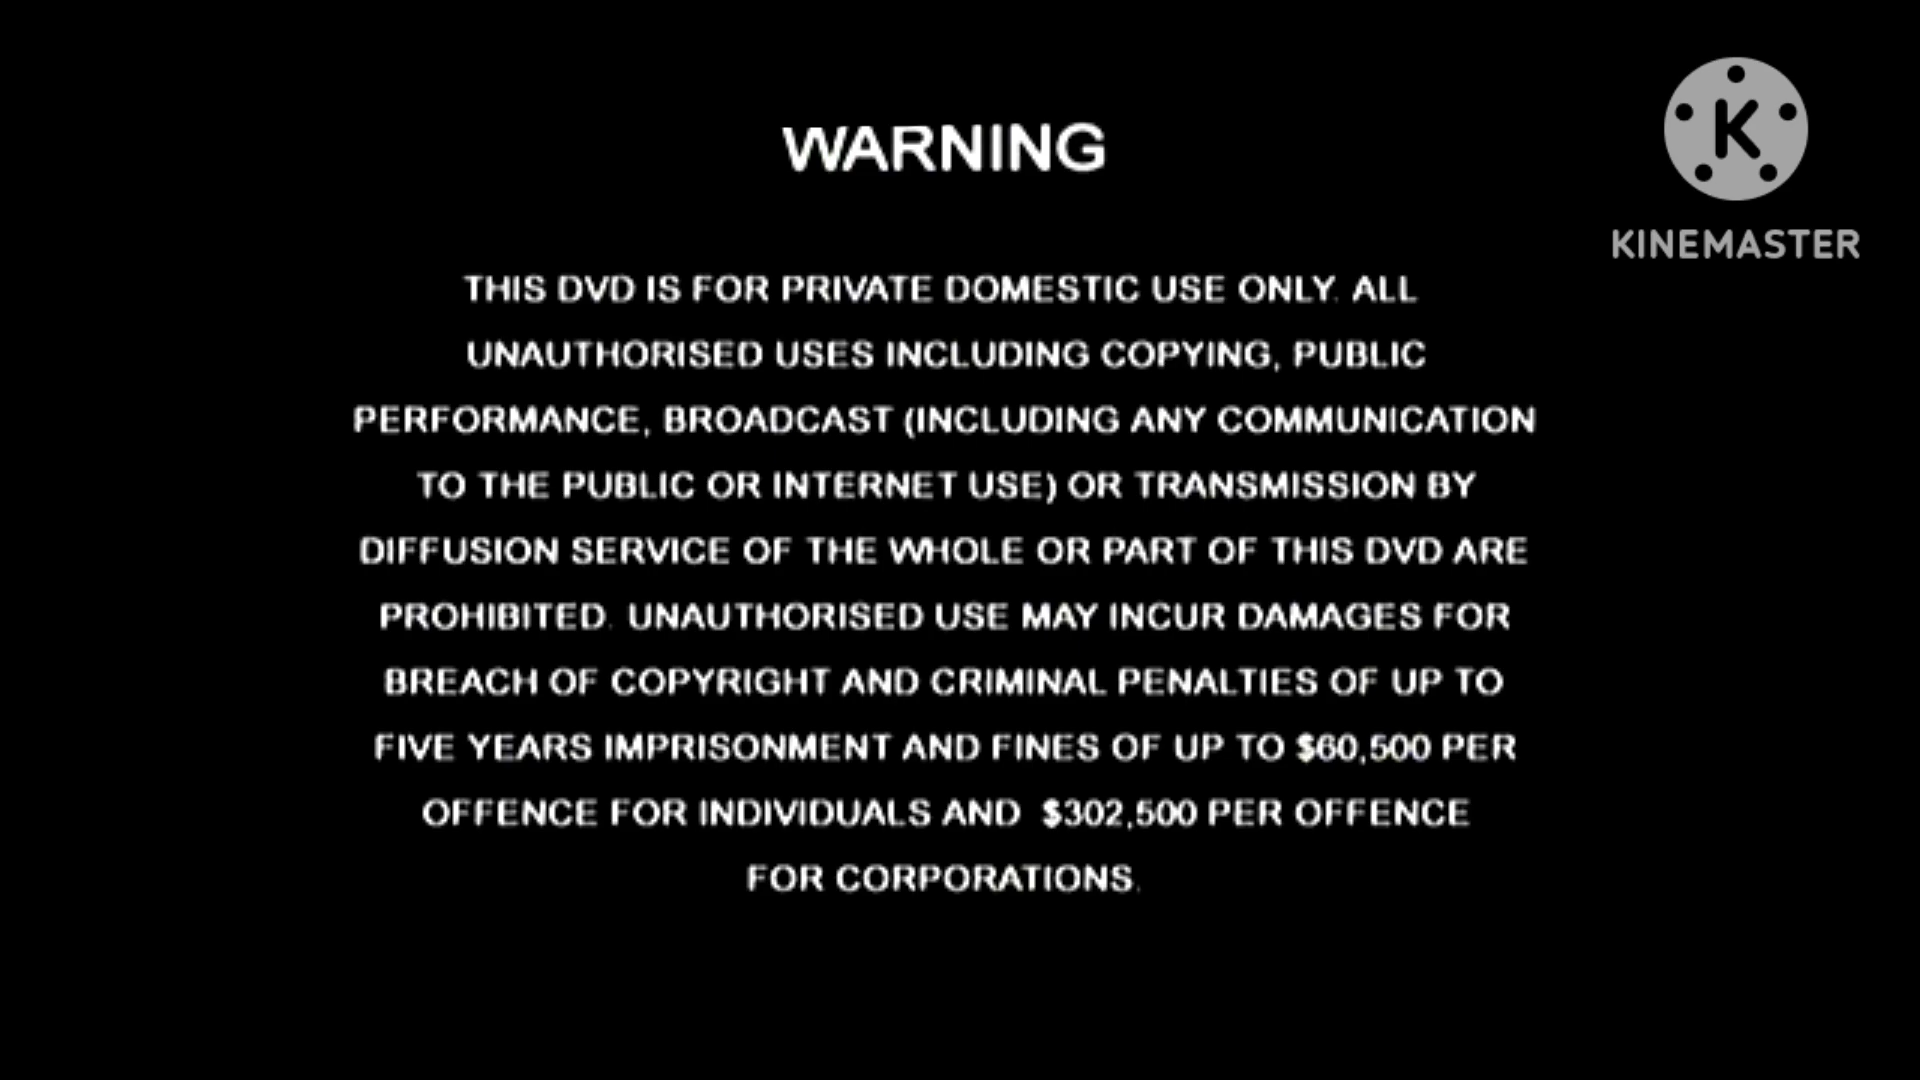 WARNING
K
KINEMASTER
THIS DVD IS FOR PRIVATE DOMESTIC USE ONLY. ALL
UNAUTHORISED USES INCLUDING COPYING, PUBLIC
PERFORMANCE, BROADCAST (INCLUDING ANY COMMUNICATION
TO THE PUBLIC OR INTERNET USE) OR TRANSMISSION BY
DIFFUSION SERVICE OF THE WHOLE OR PART OF THIS DVD ARE
PROHIBITED. UNAUTHORISED USE MAY INCUR DAMAGES FOR
BREACH OF COPYRIGHT AND CRIMINAL PENALTIES OF UP TO
FIVE YEARS IMPRISONMENT AND FINES OF UP TO $60,500 PER
OFFENCE FOR INDIVIDUALS AND $302,500 PER OFFENCE
FOR CORPORATIONS.